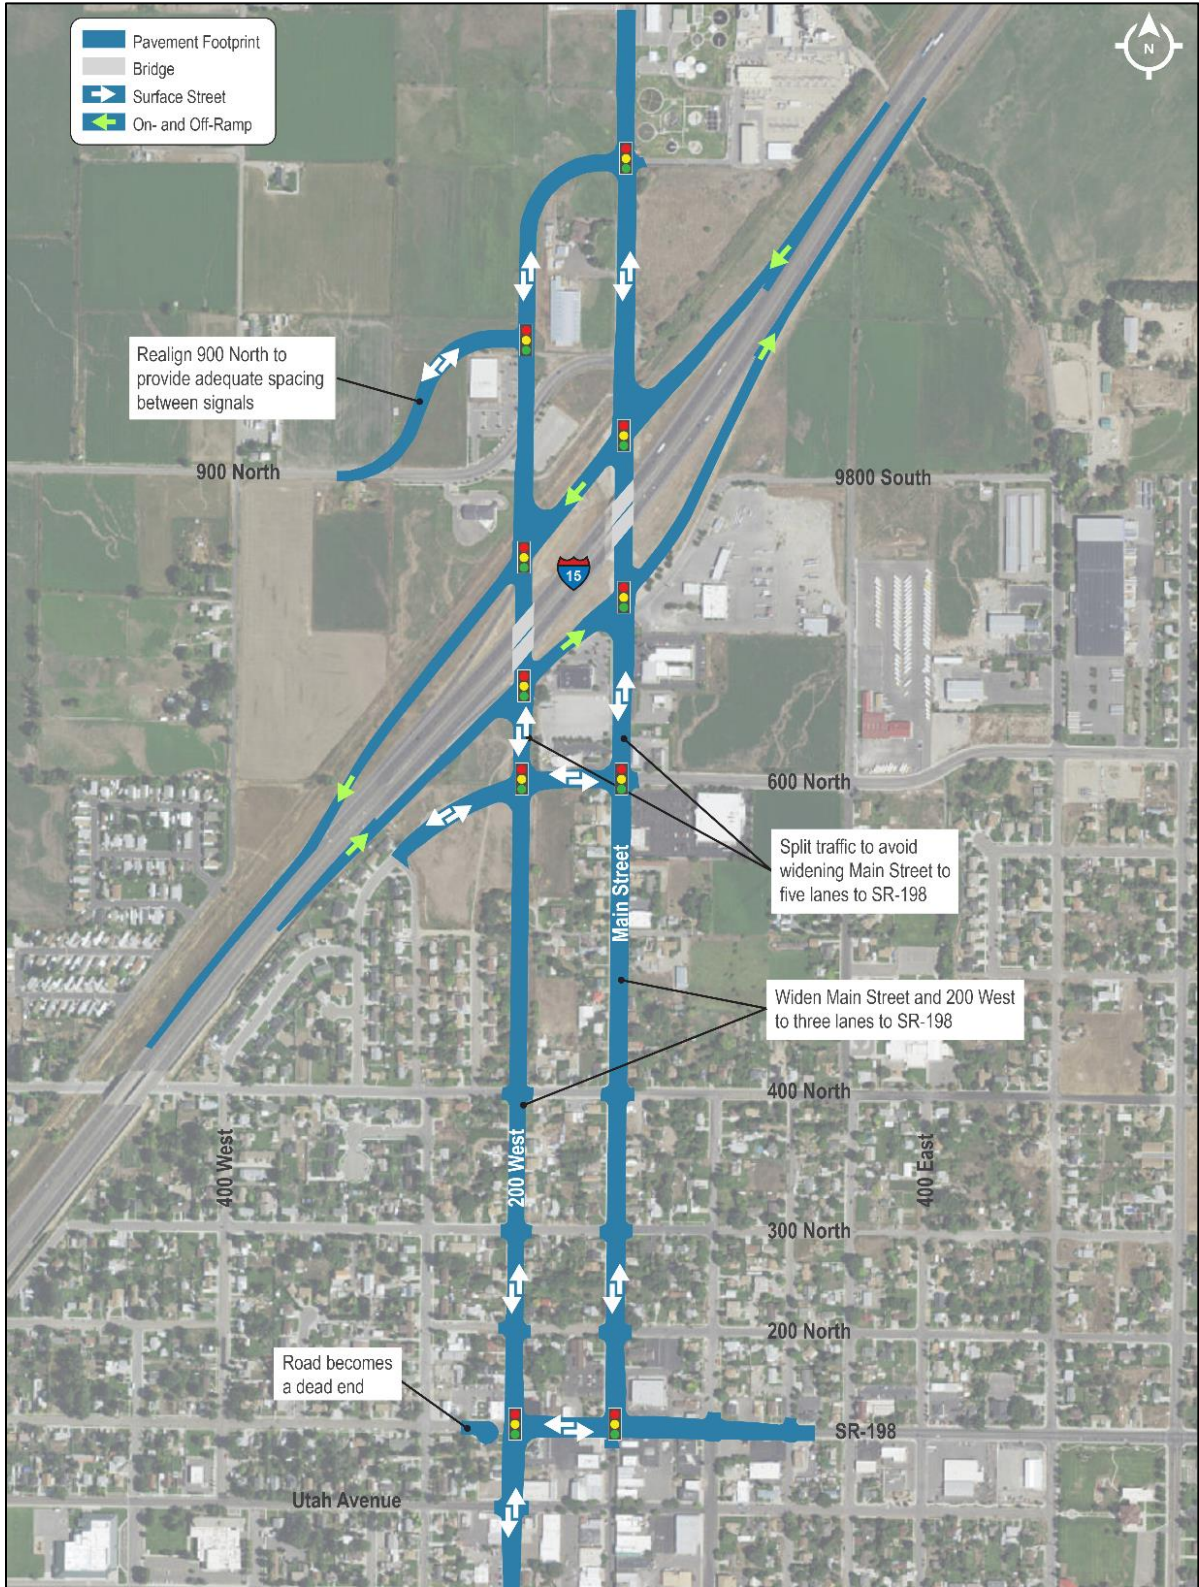 Pavement Footprint
Bridge
Surface Street
On- and Off-Ramp
N
Realign 900 North to
provide adequate spacing
between signals
900 North
9800 South
15
600 North
Split traffic to avoid
widening Main Street to
five lanes to SR-198
Main Street
Widen Main Street and 200 West
to three lanes to SR-198
400 North
400 West
200 West
400 East
300 North
200 North
Road becomes
a dead end
SR-198
Utah Avenue